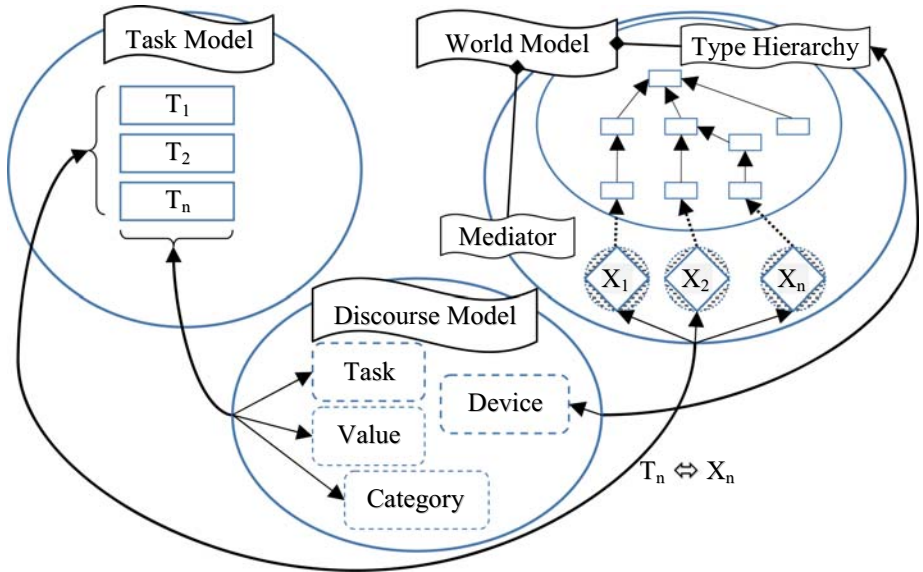 Task Model
T₁
T₂
Tₙ
World Model
Type Hierarchy
Mediator
X₁
X₂
Xₙ
Discourse Model
Task
Value
Category
Device
Tₙ ⇔ Xₙ